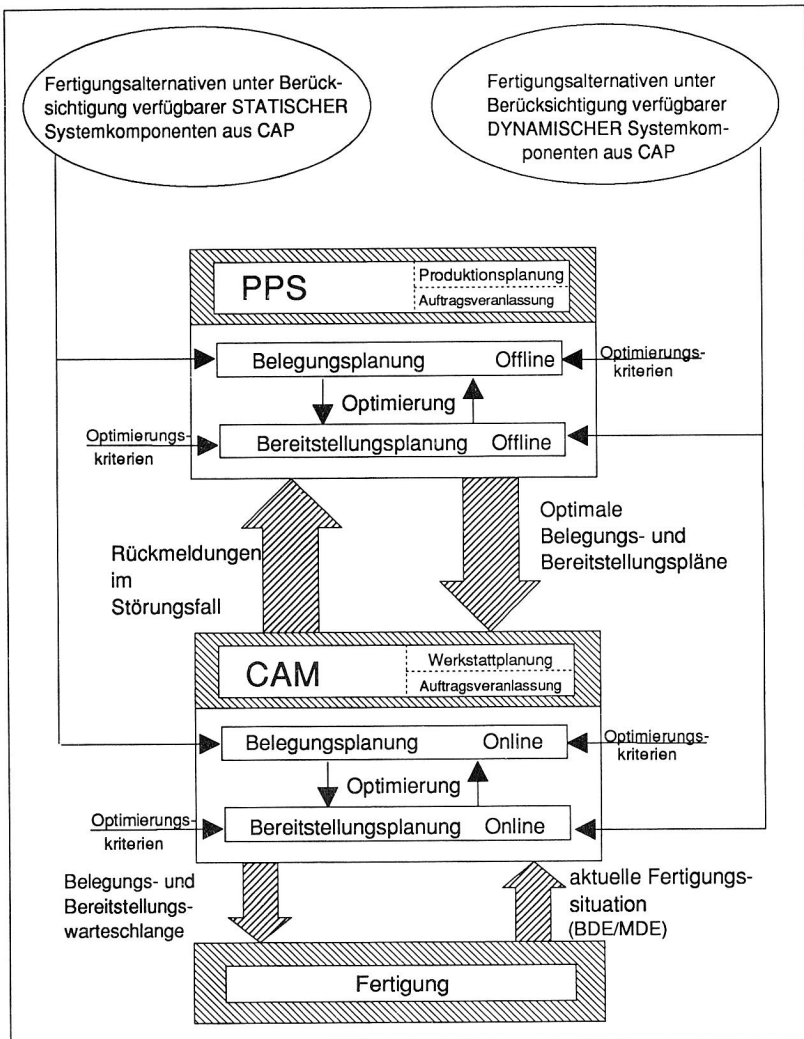 Fertigungsalternativen unter Berück-
sichtigung verfügbarer STATISCHER
Systemkomponenten aus CAP
Fertigungsalternativen unter
Berücksichtigung verfügbarer
DYNAMISCHER Systemkom-
ponenten aus CAP
PPS
Produktionsplanung
Auftragsveranlassung
Belegungsplanung Offline
Optimierungs-
kriterien
Optimierung
Optimierungs-
kriterien
Bereitstellungsplanung Offline
Rückmeldungen
im
Störungsfall
Optimale
Belegungs- und
Bereitstellungspläne
CAM
Werkstattplanung
Auftragsveranlassung
Belegungsplanung Online
Optimierungs-
kriterien
Optimierung
Optimierungs-
kriterien
Bereitstellungsplanung Online
Belegungs- und
Bereitstellungs-
warteschlange
aktuelle Fertigungs-
situation
(BDE/MDE)
Fertigung